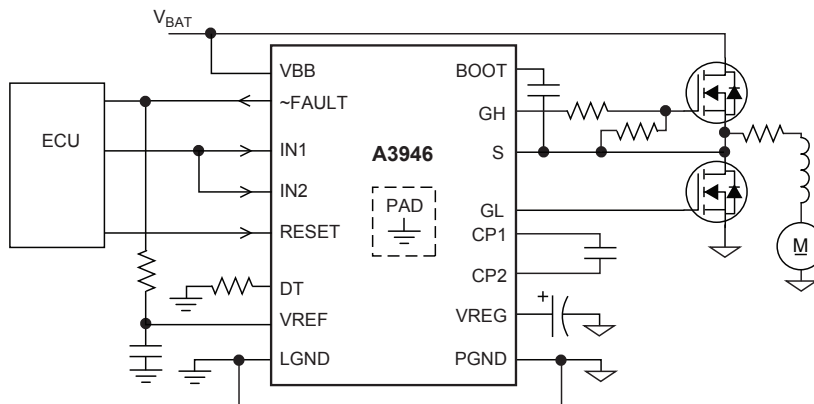 VBAT
VBB
BOOT
~FAULT
GH
ECU
IN1
A3946
S
IN2
PAD
GL
RESET
CP1
M
DT
CP2
VREF
+
VREG
LGND
PGND